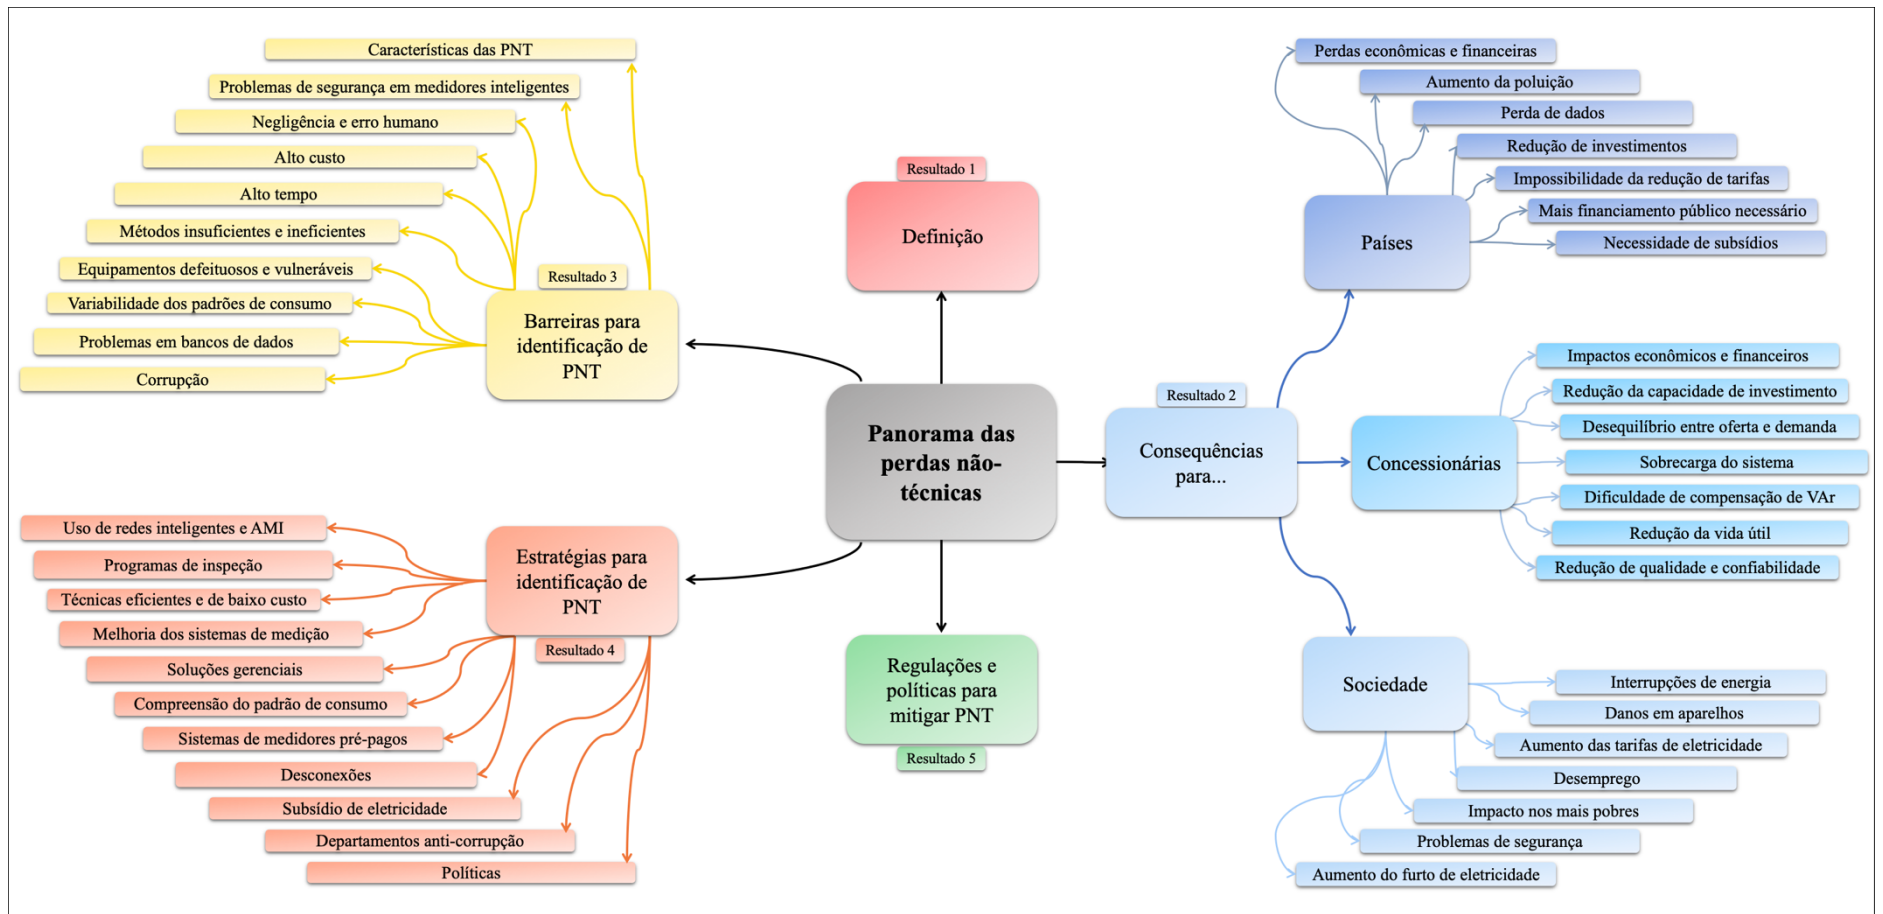 Panorama das
perdas não-
técnicas
Resultado 1
Definição
Resultado 2
Consequências
para...
Países
Perdas econômicas e financeiras
Aumento da poluição
Perda de dados
Redução de investimentos
Impossibilidade da redução de tarifas
Mais financiamento público necessário
Necessidade de subsídios
Concessionárias
Impactos econômicos e financeiros
Redução da capacidade de investimento
Desequilíbrio entre oferta e demanda
Sobrecarga do sistema
Dificuldade de compensação de VAr
Redução da vida útil
Redução de qualidade e confiabilidade
Sociedade
Interrupções de energia
Danos em aparelhos
Aumento das tarifas de eletricidade
Desemprego
Impacto nos mais pobres
Problemas de segurança
Aumento do furto de eletricidade
Resultado 3
Barreiras para
identificação de
PNT
Características das PNT
Problemas de segurança em medidores inteligentes
Negligência e erro humano
Alto custo
Alto tempo
Métodos insuficientes e ineficientes
Equipamentos defeituosos e vulneráveis
Variabilidade dos padrões de consumo
Problemas em bancos de dados
Corrupção
Estratégias para
identificação de
PNT
Resultado 4
Uso de redes inteligentes e AMI
Programas de inspeção
Técnicas eficientes e de baixo custo
Melhoria dos sistemas de medição
Soluções gerenciais
Compreensão do padrão de consumo
Sistemas de medidores pré-pagos
Desconexões
Subsídio de eletricidade
Departamentos anti-corrupção
Políticas
Regulações e
políticas para
mitigar PNT
Resultado 5